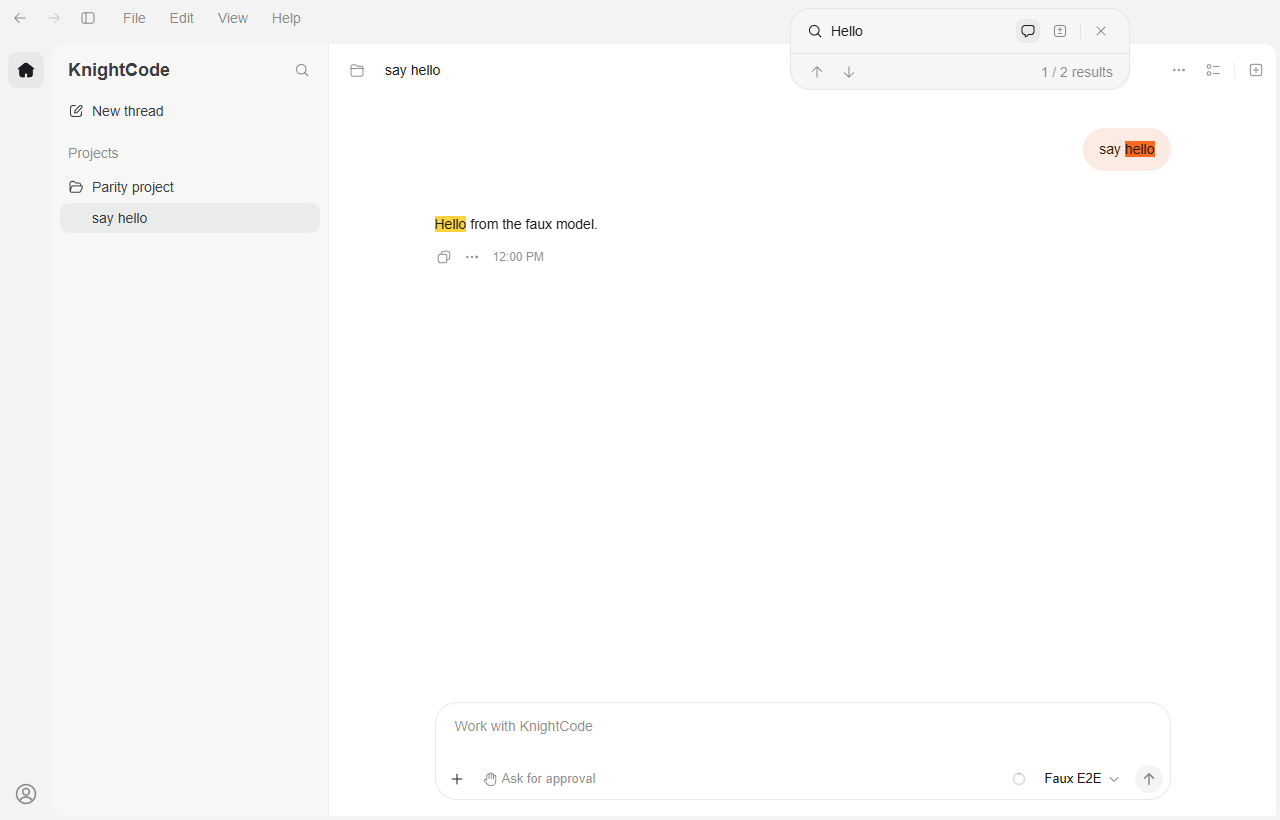 File Edit View Help
Hello
1 / 2 results
KnightCode
say hello
New thread
Projects
Parity project
say hello
say hello
Hello from the faux model.
12:00 PM
Work with KnightCode
Ask for approval
Faux E2E